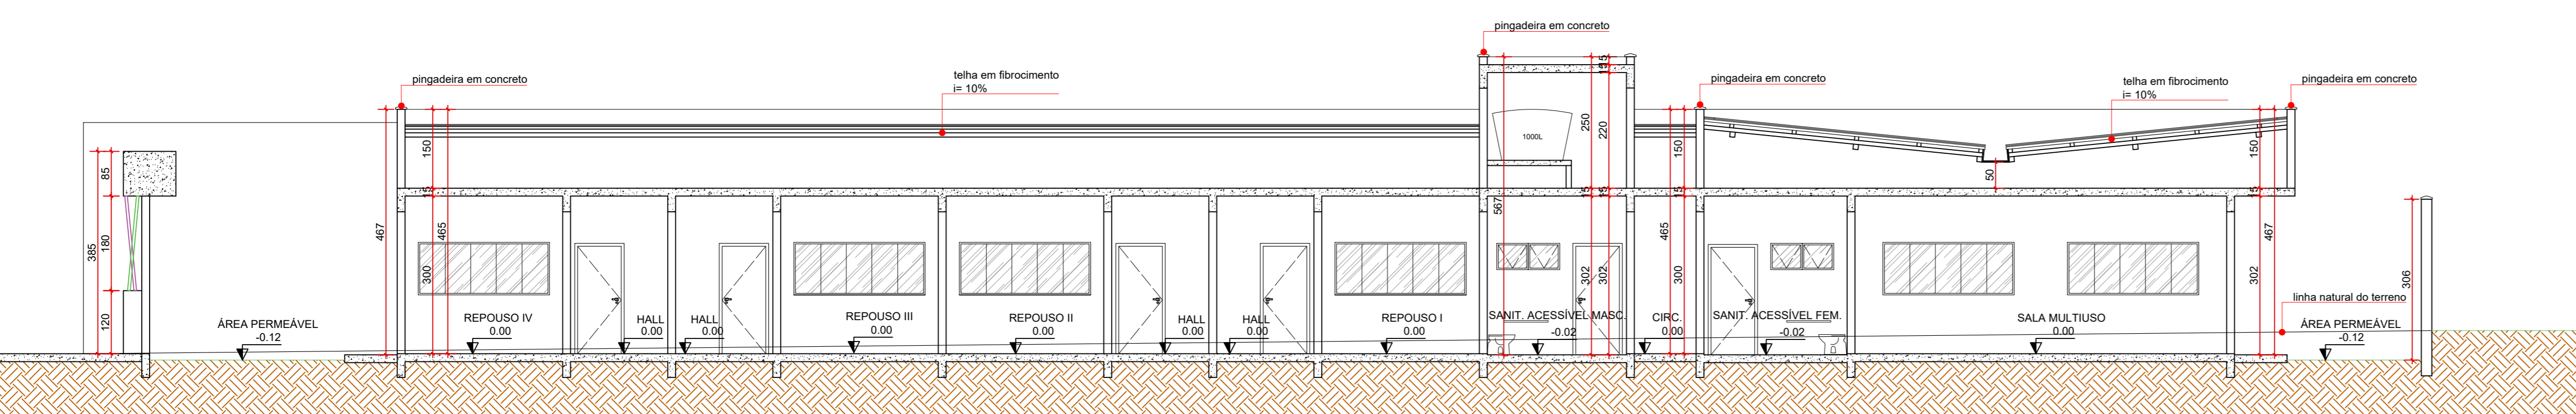 pingadeira em concreto
pingadeira em concreto
telha em fibrocimento
i= 10%
pingadeira em concreto
telha em fibrocimento
i= 10%
pingadeira em concreto
385
85
180
120
ÁREA PERMEÁVEL
-0.12
467
150
15
300
465
REPOUSO IV
0.00
HALL
0.00
HALL
0.00
REPOUSO III
0.00
REPOUSO II
0.00
HALL
0.00
HALL
0.00
REPOUSO I
0.00
1000L
567
250
15
302
15
15
220
15
302
SANIT. ACESSÍVEL MASC.
-0.02
CIRC.
0.00
465
150
15
300
SANIT. ACESSÍVEL FEM.
-0.02
50
SALA MULTIUSO
0.00
150
15
302
467
linha natural do terreno
ÁREA PERMEÁVEL
-0.12
306